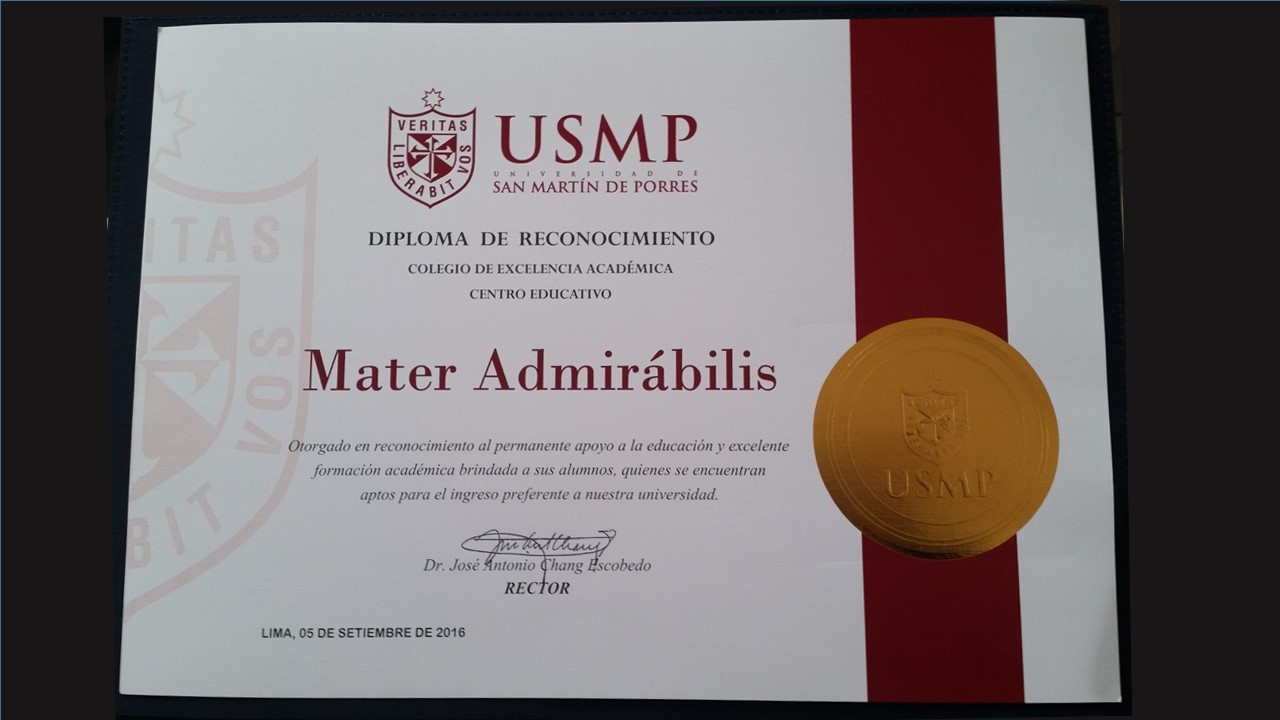 VERITAS
LIBERABIT
VOS
USMP
UNIVERSIDAD DE
SAN MARTÍN DE PORRES
DIPLOMA DE RECONOCIMIENTO
COLEGIO DE EXCELENCIA ACADÉMICA
CENTRO EDUCATIVO
Mater Admirábilis
Otorgado en reconocimiento al permanente apoyo a la educación y excelente
formación académica brindada a sus alumnos, quienes se encuentran
aptos para el ingreso preferente a nuestra universidad.
Dr. José Antonio Chang Escobedo
RECTOR
LIMA, 05 DE SETIEMBRE DE 2016
ITAS
VOS
BIT
USMP